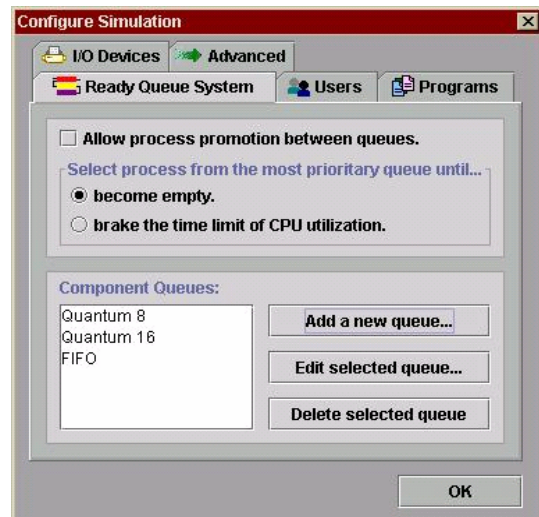 Configure Simulation
I/O Devices
Advanced
Ready Queue System
Users
Programs
Allow process promotion between queues.
Select process from the most prioritary queue until...
become empty.
brake the time limit of CPU utilization.
Component Queues:
Quantum 8
Quantum 16
FIFO
Add a new queue...
Edit selected queue...
Delete selected queue
OK